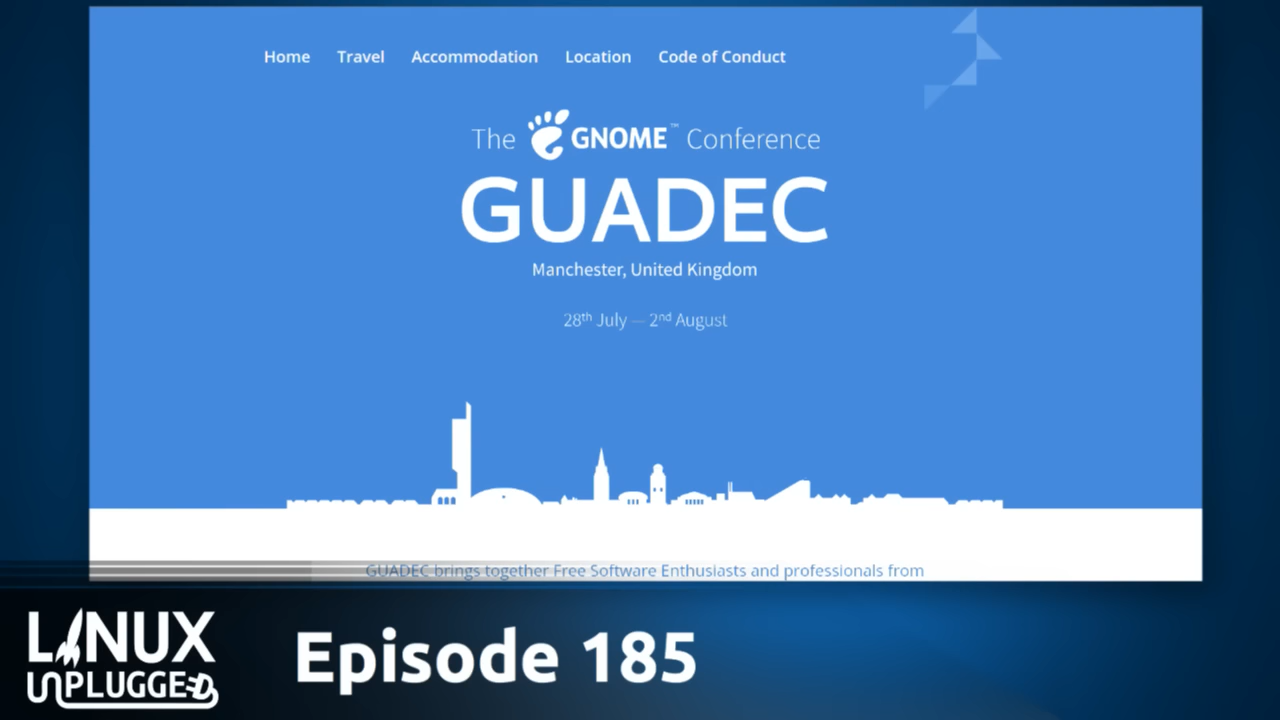 Home Travel Accommodation Location Code of Conduct
The GNOME™ Conference
GUADEC
Manchester, United Kingdom
28th July — 2nd August
GUADEC brings together Free Software Enthusiasts and professionals from
LINUX
UNPLUGGED
Episode 185